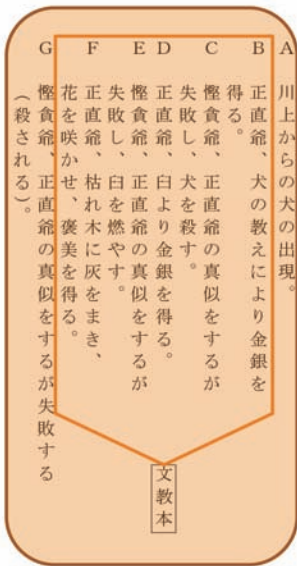 A　川上からの犬の出現。
B　正直爺、犬の教えにより金銀を
得る。
C　慳貪爺、正直爺の真似をするが
失敗し、犬を殺す。
D　正直爺、臼より金銀を得る。
E　慳貪爺、正直爺の真似をするが
失敗し、臼を燃やす。
F　正直爺、枯れ木に灰をまき、
花を咲かせ、褒美を得る。
G　慳貪爺、正直爺の真似をするが失敗する
（殺される）。
文教本